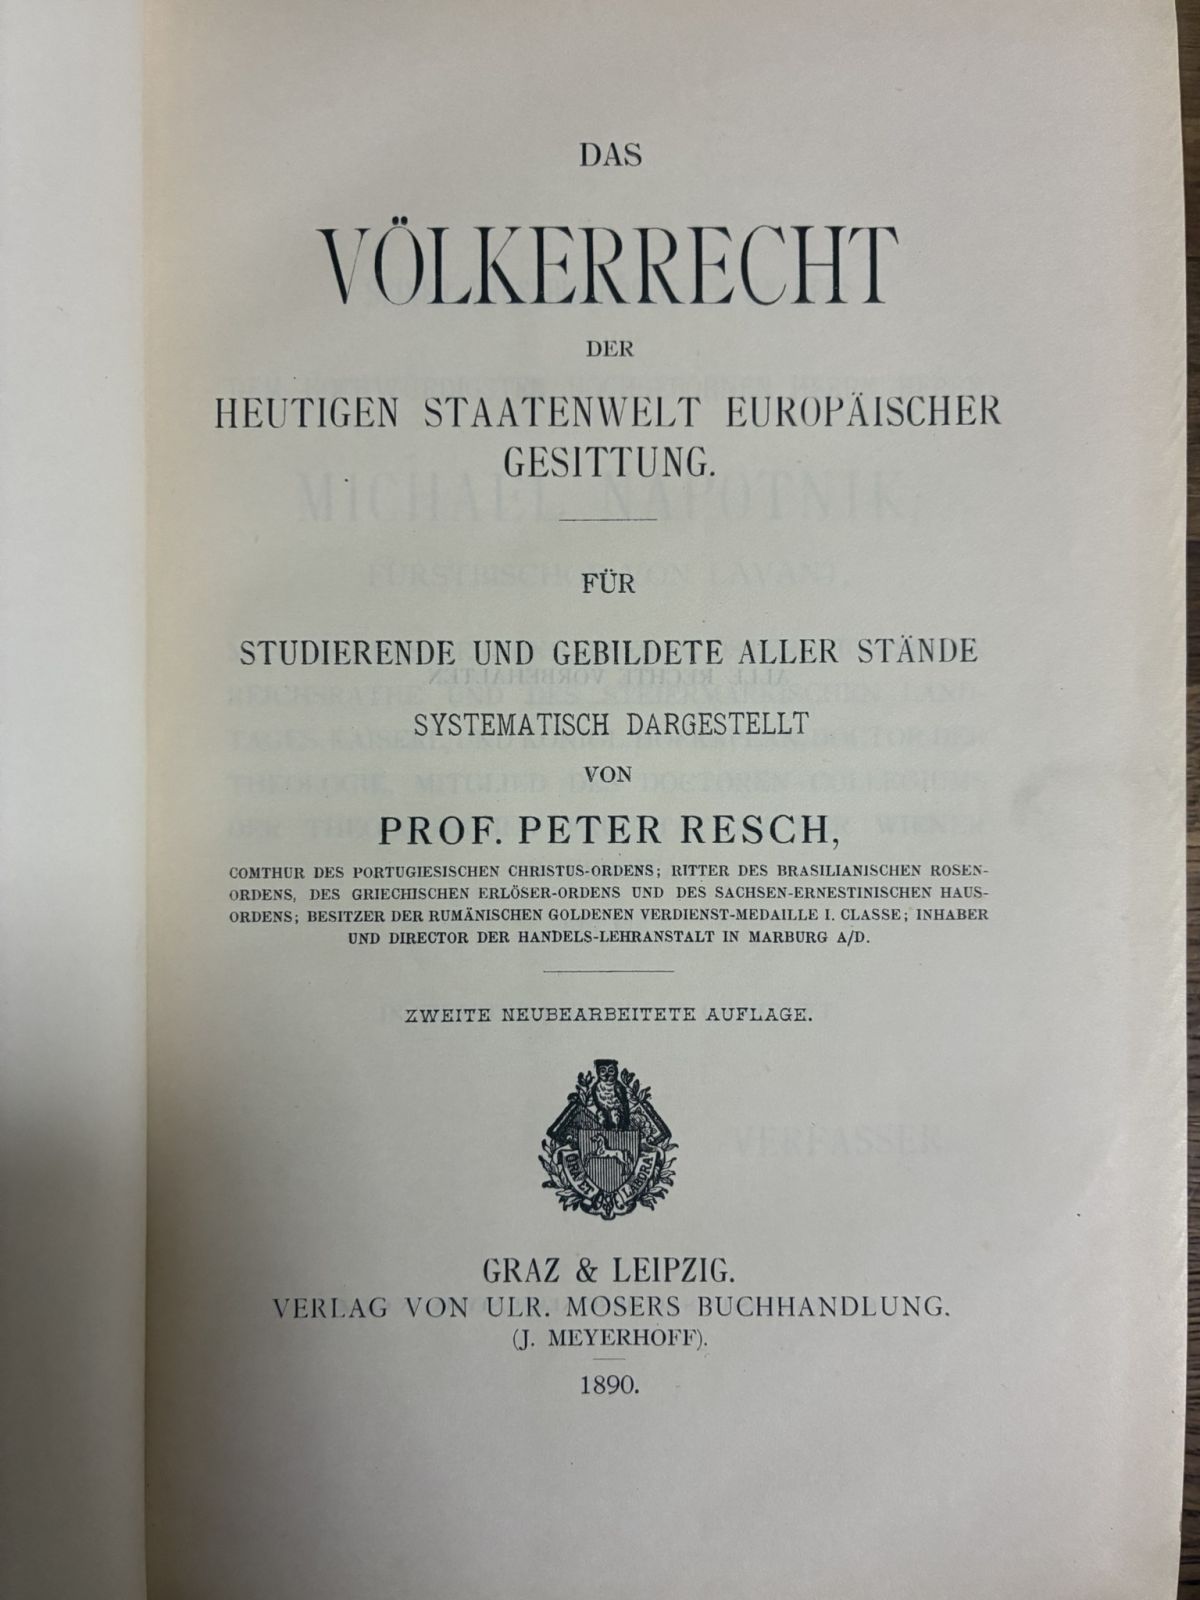 DAS
VÖLKERRECHT
DER
HEUTIGEN STAATENWELT EUROPÄISCHER
GESITTUNG.
FÜR
STUDIERENDE UND GEBILDETE ALLER STÄNDE
SYSTEMATISCH DARGESTELLT
VON
PROF. PETER RESCH,
COMTHUR DES PORTUGIESISCHEN CHRISTUS-ORDENS; RITTER DES BRASILIANISCHEN ROSEN-
ORDENS, DES GRIECHISCHEN ERLÖSER-ORDENS UND DES SACHSEN-ERNESTINISCHEN HAUS-
ORDENS; BESITZER DER RUMÄNISCHEN GOLDENEN VERDIENST-MEDAILLE I. CLASSE; INHABER
UND DIRECTOR DER HANDELS-LEHRANSTALT IN MARBURG A/D.
ZWEITE NEUBEARBEITETE AUFLAGE.
ORA ET LABORA
GRAZ & LEIPZIG.
VERLAG VON ULR. MOSERS BUCHHANDLUNG.
(J. MEYERHOFF).
1890.